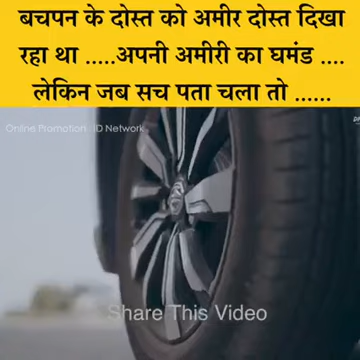 बचपन के दोस्त को अमीर दोस्त दिखा
रहा था .....अपनी अमीरी का घमंड ....
लेकिन जब सच पता चला तो ......
Online Promotion : ID Network
Share This Video